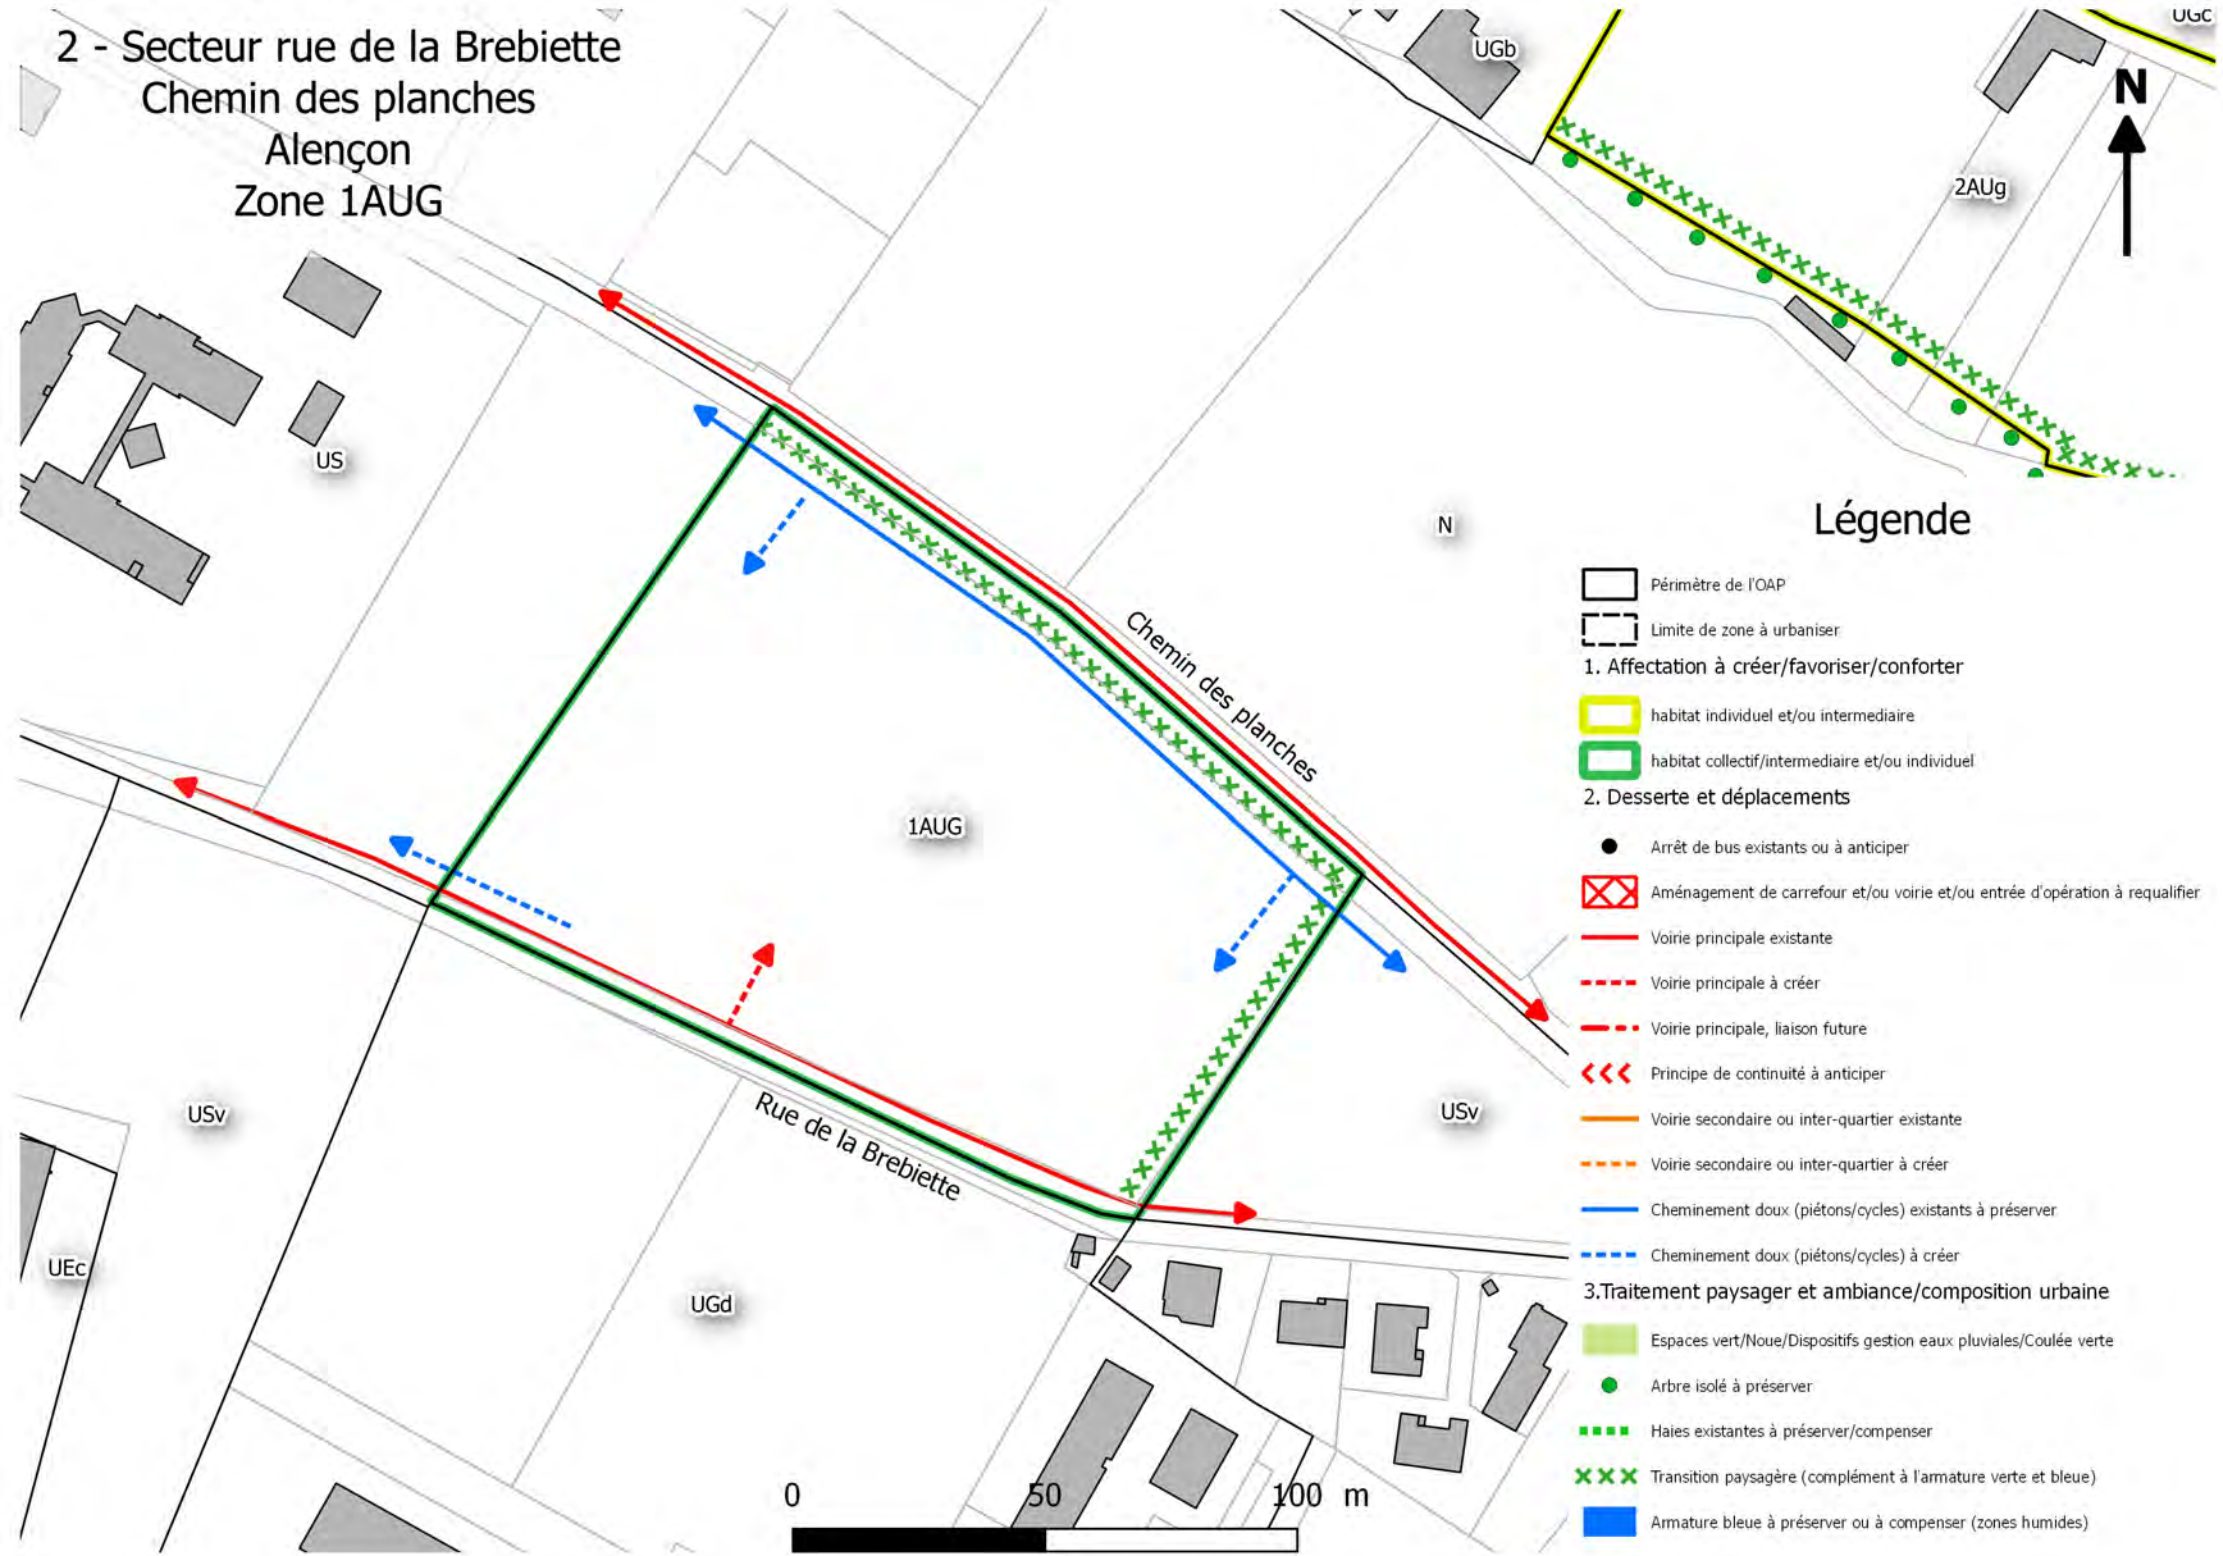 2 - Secteur rue de la Brebiette
Chemin des planches
Alençon
Zone 1AUG
UGb
UGc
N
2AUg
US
N
Chemin des planches
1AUG
USv
Rue de la Brebiette
USv
UEc
UGd
0 50 100 m
Légende
Périmètre de l'OAP
Limite de zone à urbaniser
1. Affectation à créer/favoriser/conforter
habitat individuel et/ou intermediaire
habitat collectif/intermediaire et/ou individuel
2. Desserte et déplacements
Arrêt de bus existants ou à anticiper
Aménagement de carrefour et/ou voirie et/ou entrée d'opération à requalifier
Voirie principale existante
Voirie principale à créer
Voirie principale, liaison future
Principe de continuité à anticiper
Voirie secondaire ou inter-quartier existante
Voirie secondaire ou inter-quartier à créer
Cheminement doux (piétons/cycles) existants à préserver
Cheminement doux (piétons/cycles) à créer
3.Traitement paysager et ambiance/composition urbaine
Espaces vert/Noue/Dispositifs gestion eaux pluviales/Coulée verte
Arbre isolé à préserver
Haies existantes à préserver/compenser
Transition paysagère (complément à l'armature verte et bleue)
Armature bleue à préserver ou à compenser (zones humides)